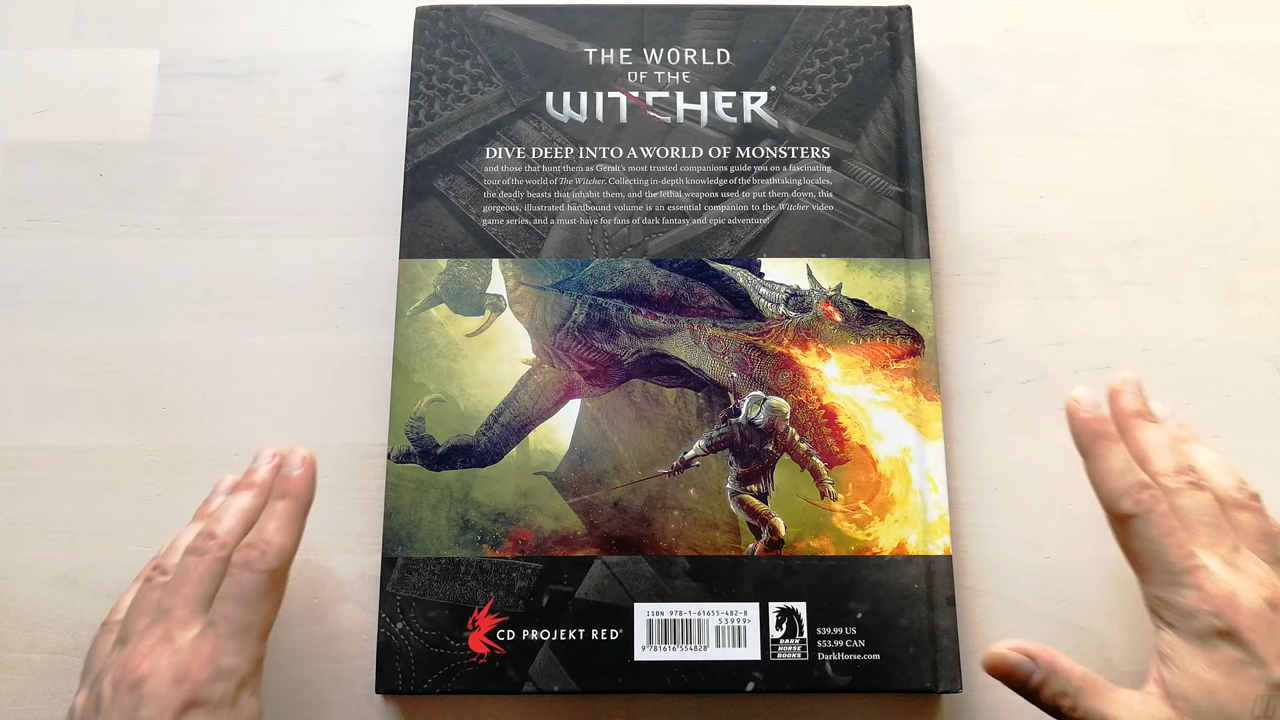 THE WORLD
OF THE
WITCHER®
DIVE DEEP INTO A WORLD OF MONSTERS
and those that hunt them as Geralt's most trusted companions guide you on a fascinating
tour of the world of The Witcher. Collecting in-depth knowledge of the breathtaking locales,
the deadly beasts that inhabit them, and the lethal weapons used to put them down, this
gorgeous, illustrated hardbound volume is an essential companion to the Witcher video
game series, and a must-have for fans of dark fantasy and epic adventure!
CD PROJEKT RED®
ISBN 978-1-61655-482-8
53999>
9 781616 554828
DARK
HORSE
BOOKS
$39.99 US
$53.99 CAN
DarkHorse.com